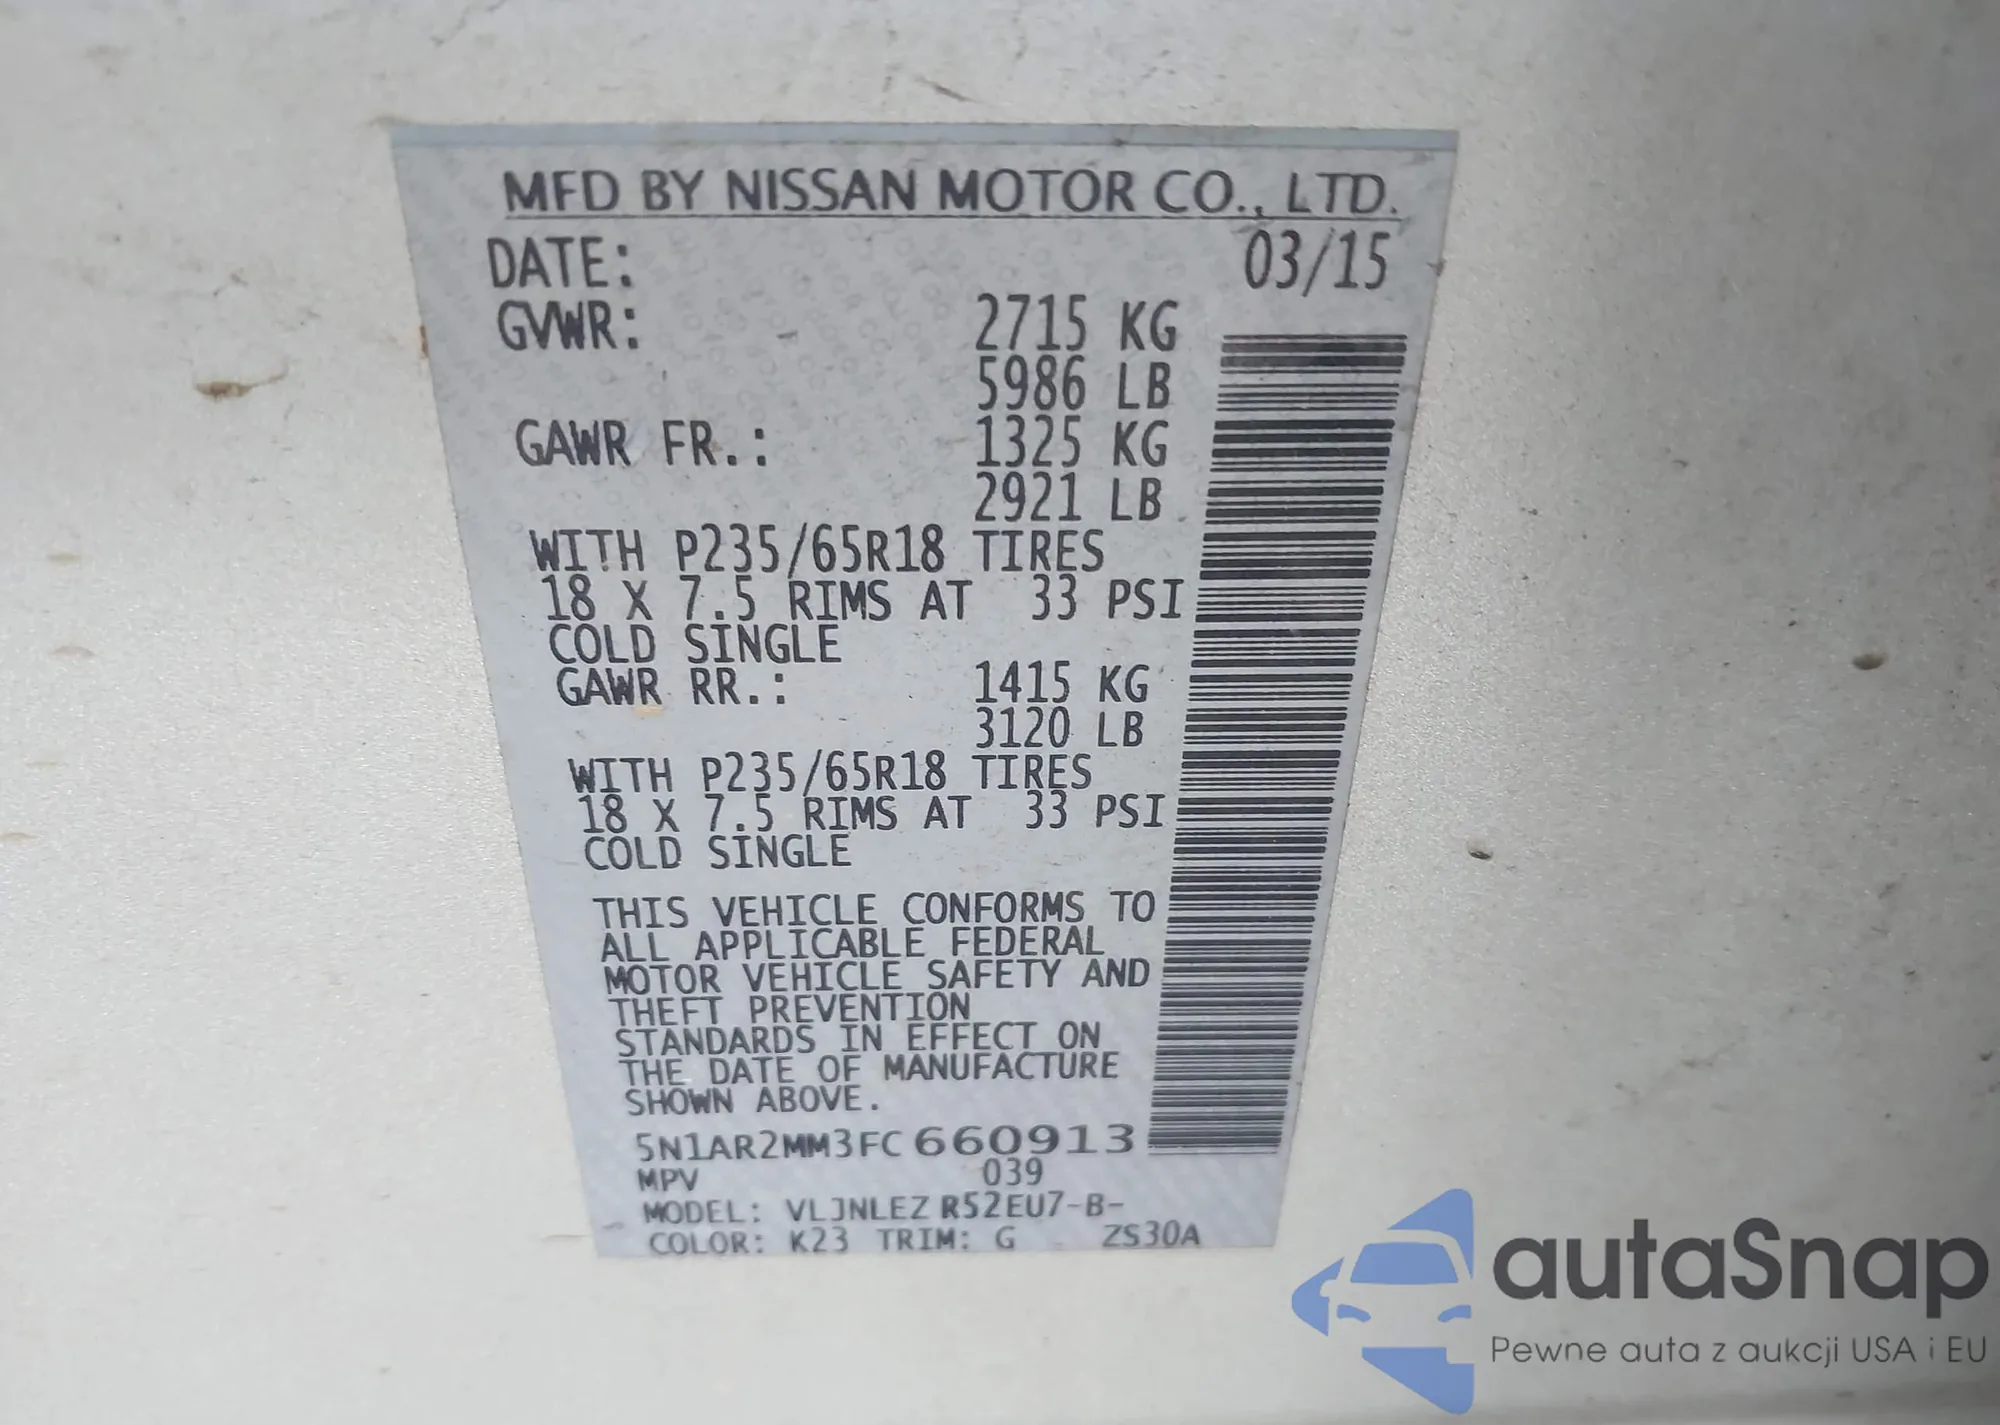 MFD BY NISSAN MOTOR CO., LTD.
DATE: 03/15
GVWR: 2715 KG
5986 LB
GAWR FR.: 1325 KG
2921 LB
WITH P235/65R18 TIRES
18 X 7.5 RIMS AT 33 PSI
COLD SINGLE
GAWR RR.: 1415 KG
3120 LB
WITH P235/65R18 TIRES
18 X 7.5 RIMS AT 33 PSI
COLD SINGLE
THIS VEHICLE CONFORMS TO
ALL APPLICABLE FEDERAL
MOTOR VEHICLE SAFETY AND
THEFT PREVENTION
STANDARDS IN EFFECT ON
THE DATE OF MANUFACTURE
SHOWN ABOVE.
5N1AR2MM3FC660913
MPV 039
MODEL: VLJNLEZ R52EU7-B-
COLOR: K23 TRIM: G ZS30A
autaSnap
Pewne auta z aukcji USA i EU